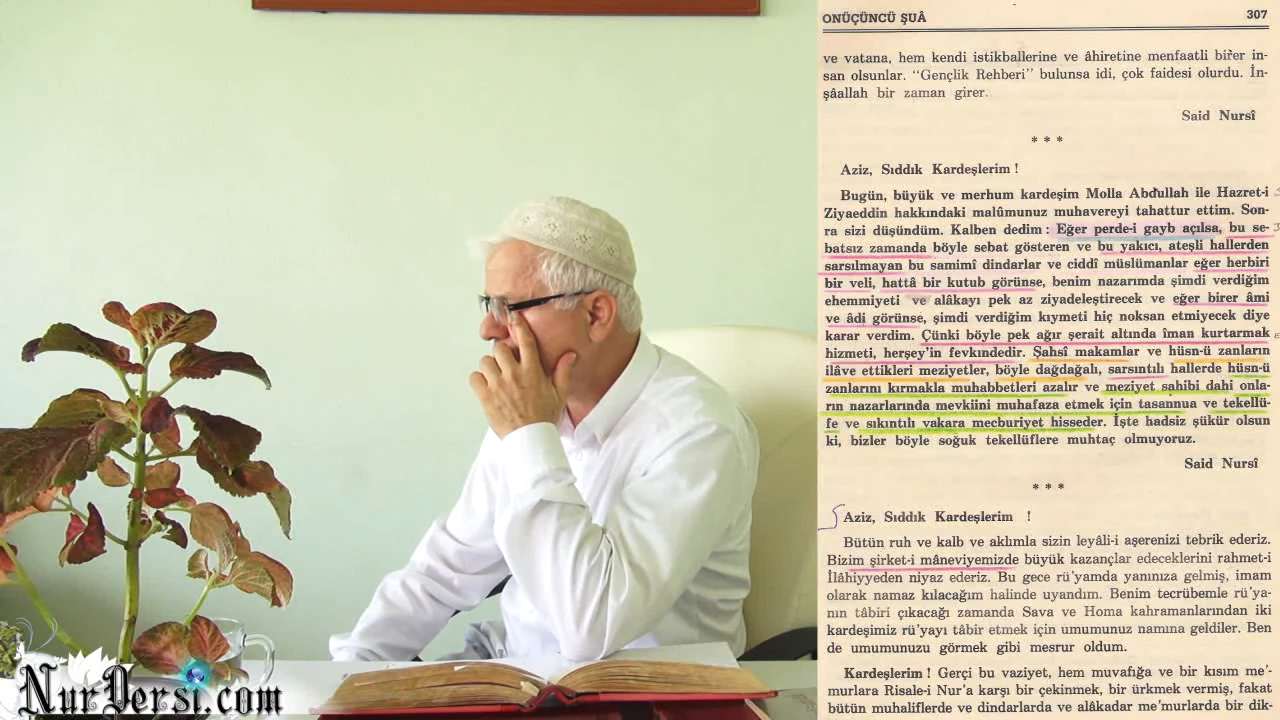 ONÜÇÜNCÜ ŞUÂ 307
ve vatana, hem kendi istikballerine ve âhiretine menfaatli birer in-
san olsunlar. "Gençlik Rehberi" bulunsa idi, çok faidesi olurdu. İn-
şâallah bir zaman girer.
Said Nursî
* * *
Aziz, Sıddık Kardeşlerim !
Bugün, büyük ve merhum kardeşim Molla Abdullah ile Hazret-i
Ziyaeddin hakkındaki malûmunuz muhavereyi tahattur ettim. Son-
ra sizi düşündüm. Kalben dedim : Eğer perde-i gayb açılsa, bu se-
batsız zamanda böyle sebat gösteren ve bu yakıcı, ateşli hallerden
sarsılmayan bu samimî dindarlar ve ciddî müslümanlar eğer herbiri
bir veli, hattâ bir kutub görünse, benim nazarımda şimdi verdiğim
ehemmiyeti ve alâkayı pek az ziyadeleştirecek ve eğer birer âmi
ve âdi görünse, şimdi verdiğim kıymeti hiç noksan etmiyecek diye
karar verdim. Çünki böyle pek ağır şerait altında îman kurtarmak
hizmeti, herşey'in fevkındedir. Şahsî makamlar ve hüsn-ü zanların
ilâve ettikleri meziyetler, böyle dağdağalı, sarsıntılı hallerde hüsn-ü
zanlarını kırmakla muhabbetleri azalır ve meziyet sahibi dahi onla-
rın nazarlarında mevkiini muhafaza etmek için tasannua ve tekellü-
fe ve sıkıntılı vakara mecburiyet hisseder. İşte hadsiz şükür olsun
ki, bizler böyle soğuk tekellüflere muhtaç olmuyoruz.
Said Nursî
* * *
Aziz, Sıddık Kardeşlerim !
Bütün ruh ve kalb ve aklımla sizin leyâli-i aşerenizi tebrik ederiz.
Bizim şirket-i mâneviyemizde büyük kazançlar edeceklerini rahmet-i
İlâhiyyeden niyaz ederiz. Bu gece rü'yamda yanınıza gelmiş, imam
olarak namaz kılacağım halinde uyandım. Benim tecrübemle rü'ya-
nın tâbiri çıkacağı zamanda Sava ve Homa kahramanlarından iki
kardeşimiz rü'yayı tâbir etmek için umumunuz namına geldiler. Ben
de umumunuzu görmek gibi mesrur oldum.
Kardeşlerim ! Gerçi bu vaziyet, hem muvafığa ve bir kısım me'-
murlara Risale-i Nur'a karşı bir çekinmek, bir ürkmek vermiş, fakat
bütün muhaliflerde ve dindarlarda ve alâkadar me'murlarda bir dik-
NurDersi.com